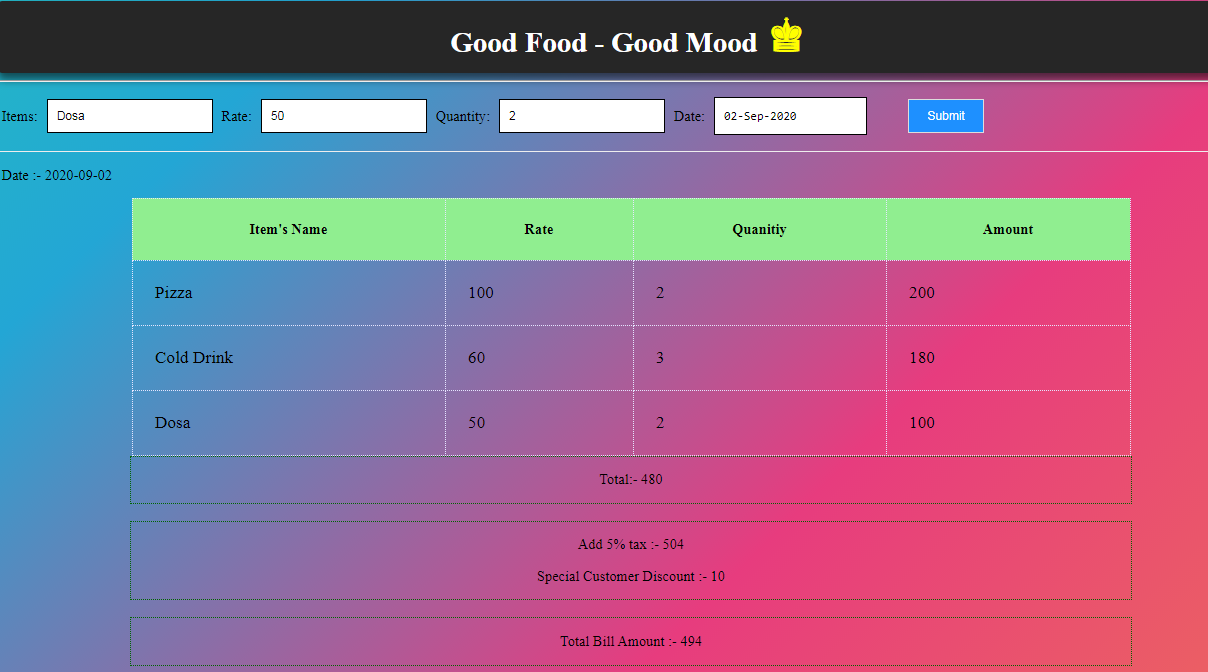 Good Food - Good Mood
Items: Dosa Rate: 50 Quantity: 2 Date: 02-Sep-2020 Submit
Date :- 2020-09-02
Item's Name Rate Quanitiy Amount
Pizza 100 2 200
Cold Drink 60 3 180
Dosa 50 2 100
Total:- 480
Add 5% tax :- 504
Special Customer Discount :- 10
Total Bill Amount :- 494